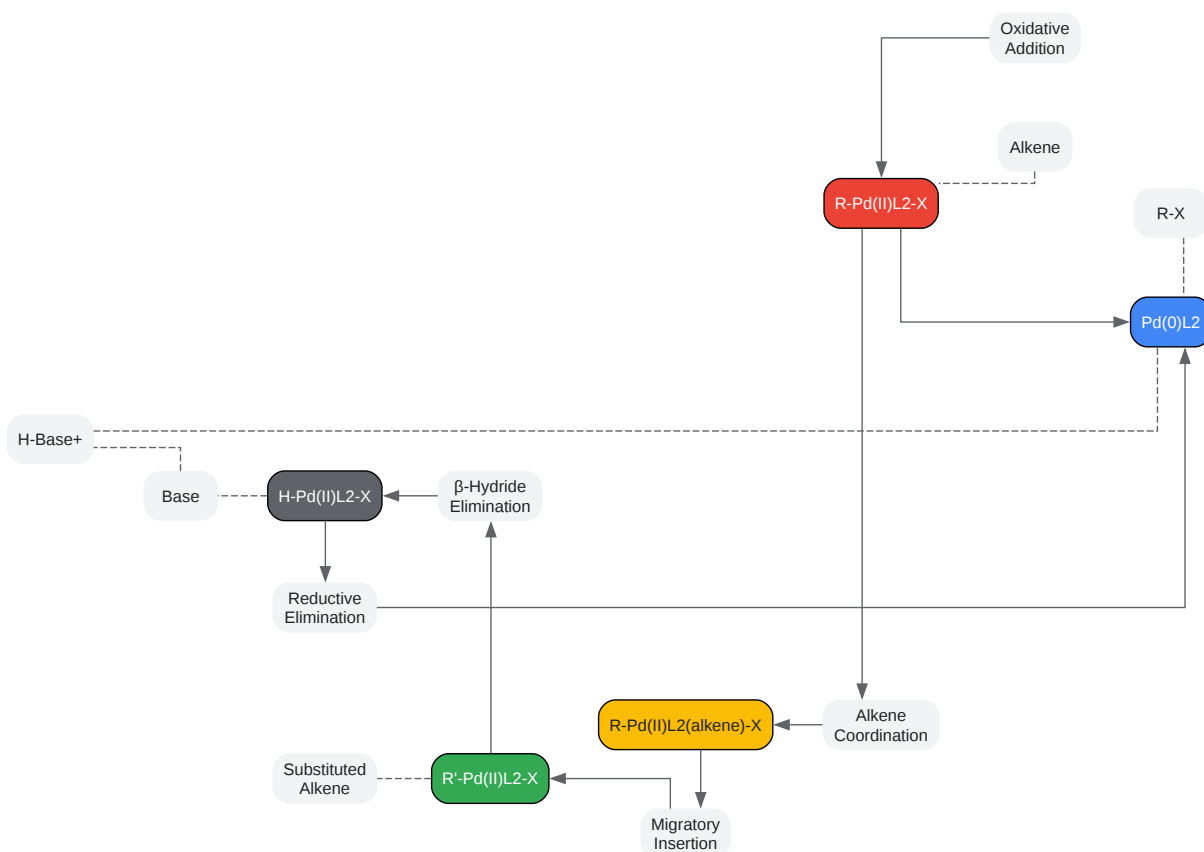 Oxidative
Addition
Alkene
R-Pd(II)L2-X
R-X
Pd(0)L2
H-Base+
Base
H-Pd(II)L2-X
β-Hydride
Elimination
Reductive
Elimination
R-Pd(II)L2(alkene)-X
Alkene
Coordination
Substituted
Alkene
R'-Pd(II)L2-X
Migratory
Insertion